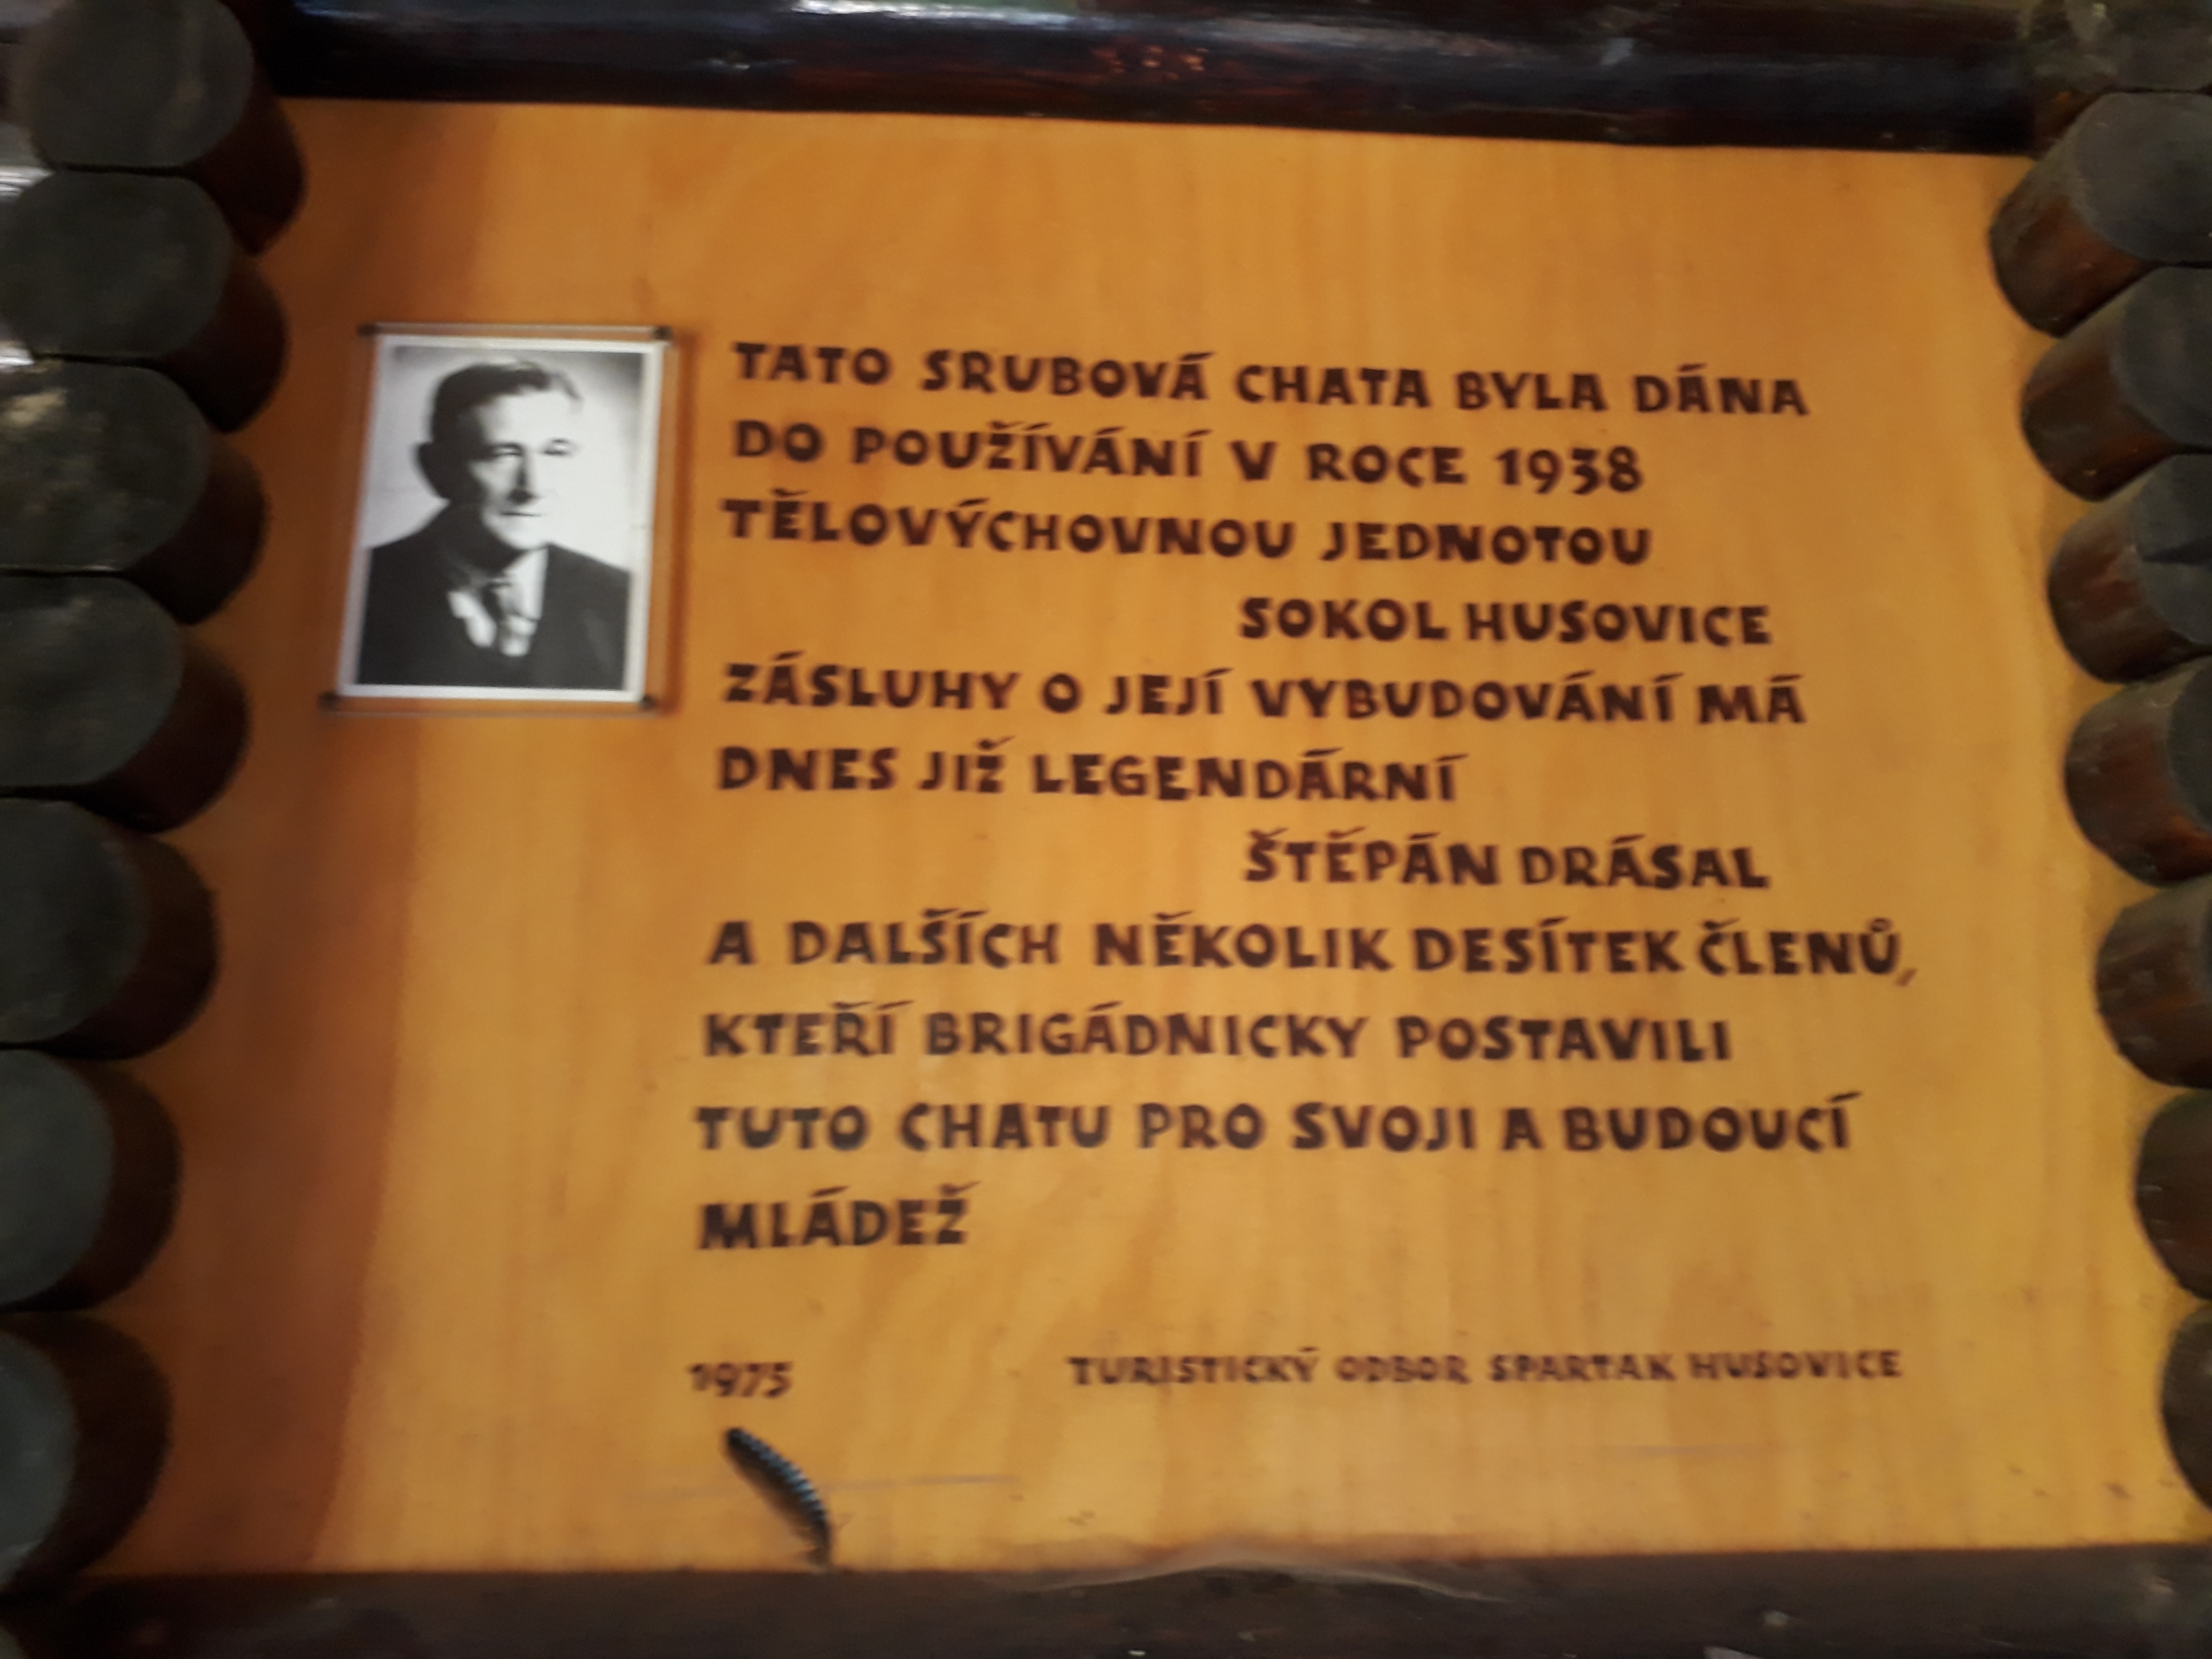 TATO SRUBOVÁ CHATA BYLA DÁNA
DO POUŽÍVÁNÍ V ROCE 1938
TĚLOVÝCHOVNOU JEDNOTOU
SOKOL HUSOVICE
ZÁSLUHY O JEJÍ VYBUDOVÁNÍ MÁ
DNES JIŽ LEGENDÁRNÍ
ŠTĚPÁN DRÁSAL
A DALŠÍCH NĚKOLIK DESÍTEK ČLENŮ,
KTEŘÍ BRIGÁDNICKY POSTAVILI
TUTO CHATU PRO SVOJI A BUDOUCÍ
MLÁDEŽ
1975 TURISTICKÝ ODBOR SPARTAK HUSOVICE